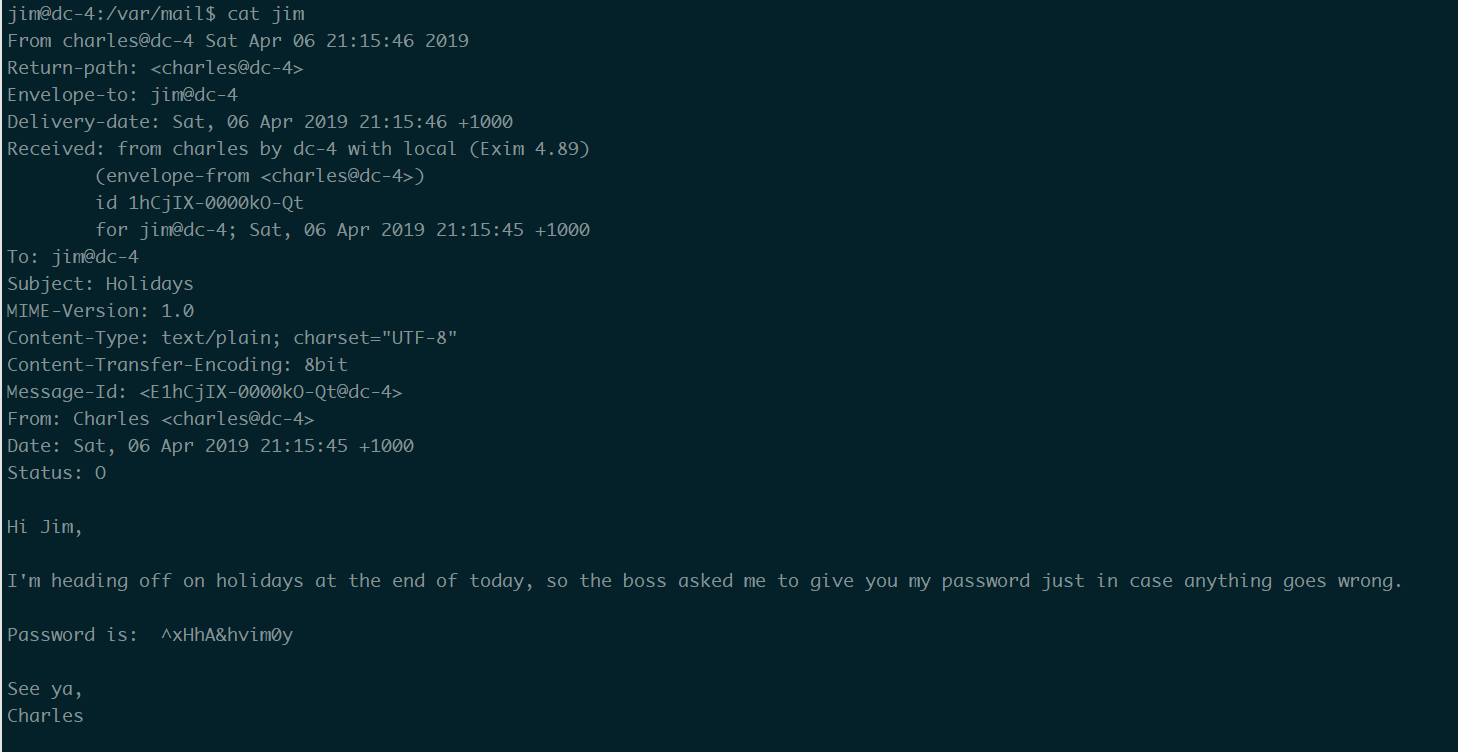 jim@dc-4:/var/mail$ cat jim
From charles@dc-4 Sat Apr 06 21:15:46 2019
Return-path: <charles@dc-4>
Envelope-to: jim@dc-4
Delivery-date: Sat, 06 Apr 2019 21:15:46 +1000
Received: from charles by dc-4 with local (Exim 4.89)
        (envelope-from <charles@dc-4>)
        id 1hCjIX-0000kO-Qt
        for jim@dc-4; Sat, 06 Apr 2019 21:15:45 +1000
To: jim@dc-4
Subject: Holidays
MIME-Version: 1.0
Content-Type: text/plain; charset="UTF-8"
Content-Transfer-Encoding: 8bit
Message-Id: <E1hCjIX-0000kO-Qt@dc-4>
From: Charles <charles@dc-4>
Date: Sat, 06 Apr 2019 21:15:45 +1000
Status: O

Hi Jim,

I'm heading off on holidays at the end of today, so the boss asked me to give you my password just in case anything goes wrong.

Password is:  ^xHhA&hvim0y

See ya,
Charles